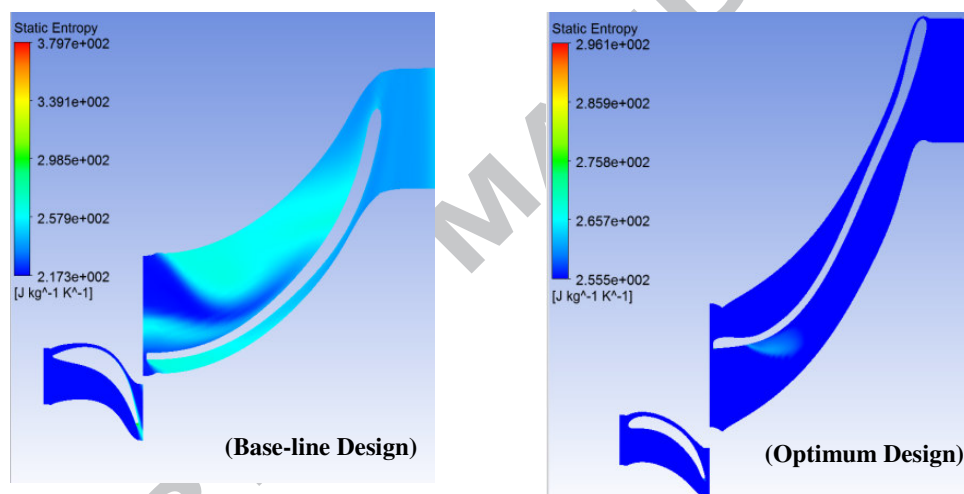 Static Entropy
3.797e+002
3.391e+002
2.985e+002
2.579e+002
2.173e+002
[J kg^-1 K^-1]
(Base-line Design)
Static Entropy
2.961e+002
2.859e+002
2.758e+002
2.657e+002
2.555e+002
[J kg^-1 K^-1]
(Optimum Design)